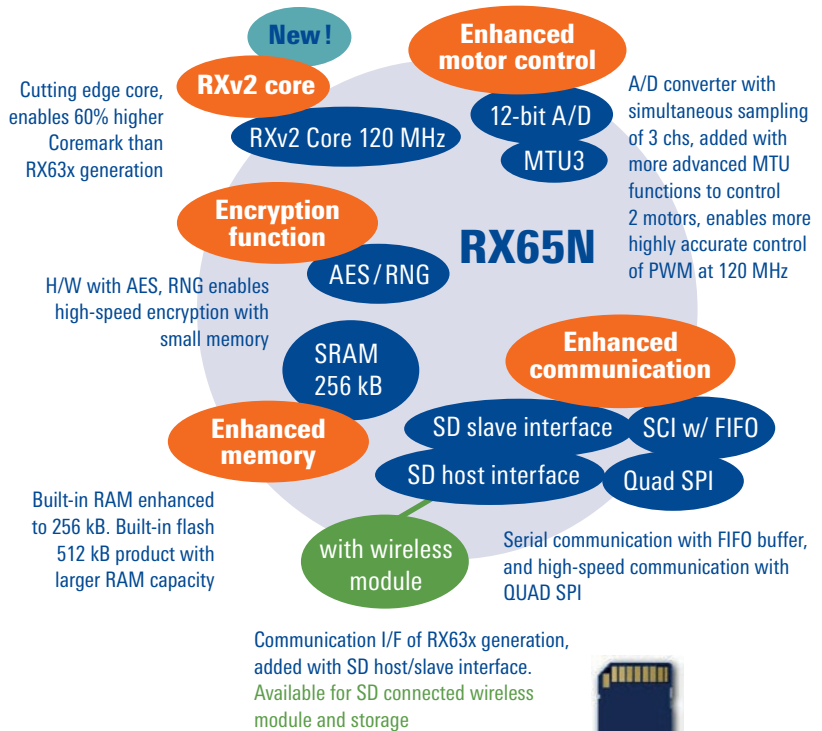 New!
RXv2 core
Cutting edge core,
enables 60% higher
Coremark than
RX63x generation
RXv2 Core 120 MHz
Enhanced
motor control
12-bit A/D
MTU3
A/D converter with
simultaneous sampling
of 3 chs, added with
more advanced MTU
functions to control
2 motors, enables more
highly accurate control
of PWM at 120 MHz
Encryption
function
AES/RNG
RX65N
H/W with AES, RNG enables
high-speed encryption with
small memory
SRAM
256 kB
Enhanced
memory
Built-in RAM enhanced
to 256 kB. Built-in flash
512 kB product with
larger RAM capacity
Enhanced
communication
SD slave interface
SCI w/ FIFO
SD host interface
Quad SPI
Serial communication with FIFO buffer,
and high-speed communication with
QUAD SPI
with wireless
module
Communication I/F of RX63x generation,
added with SD host/slave interface.
Available for SD connected wireless
module and storage